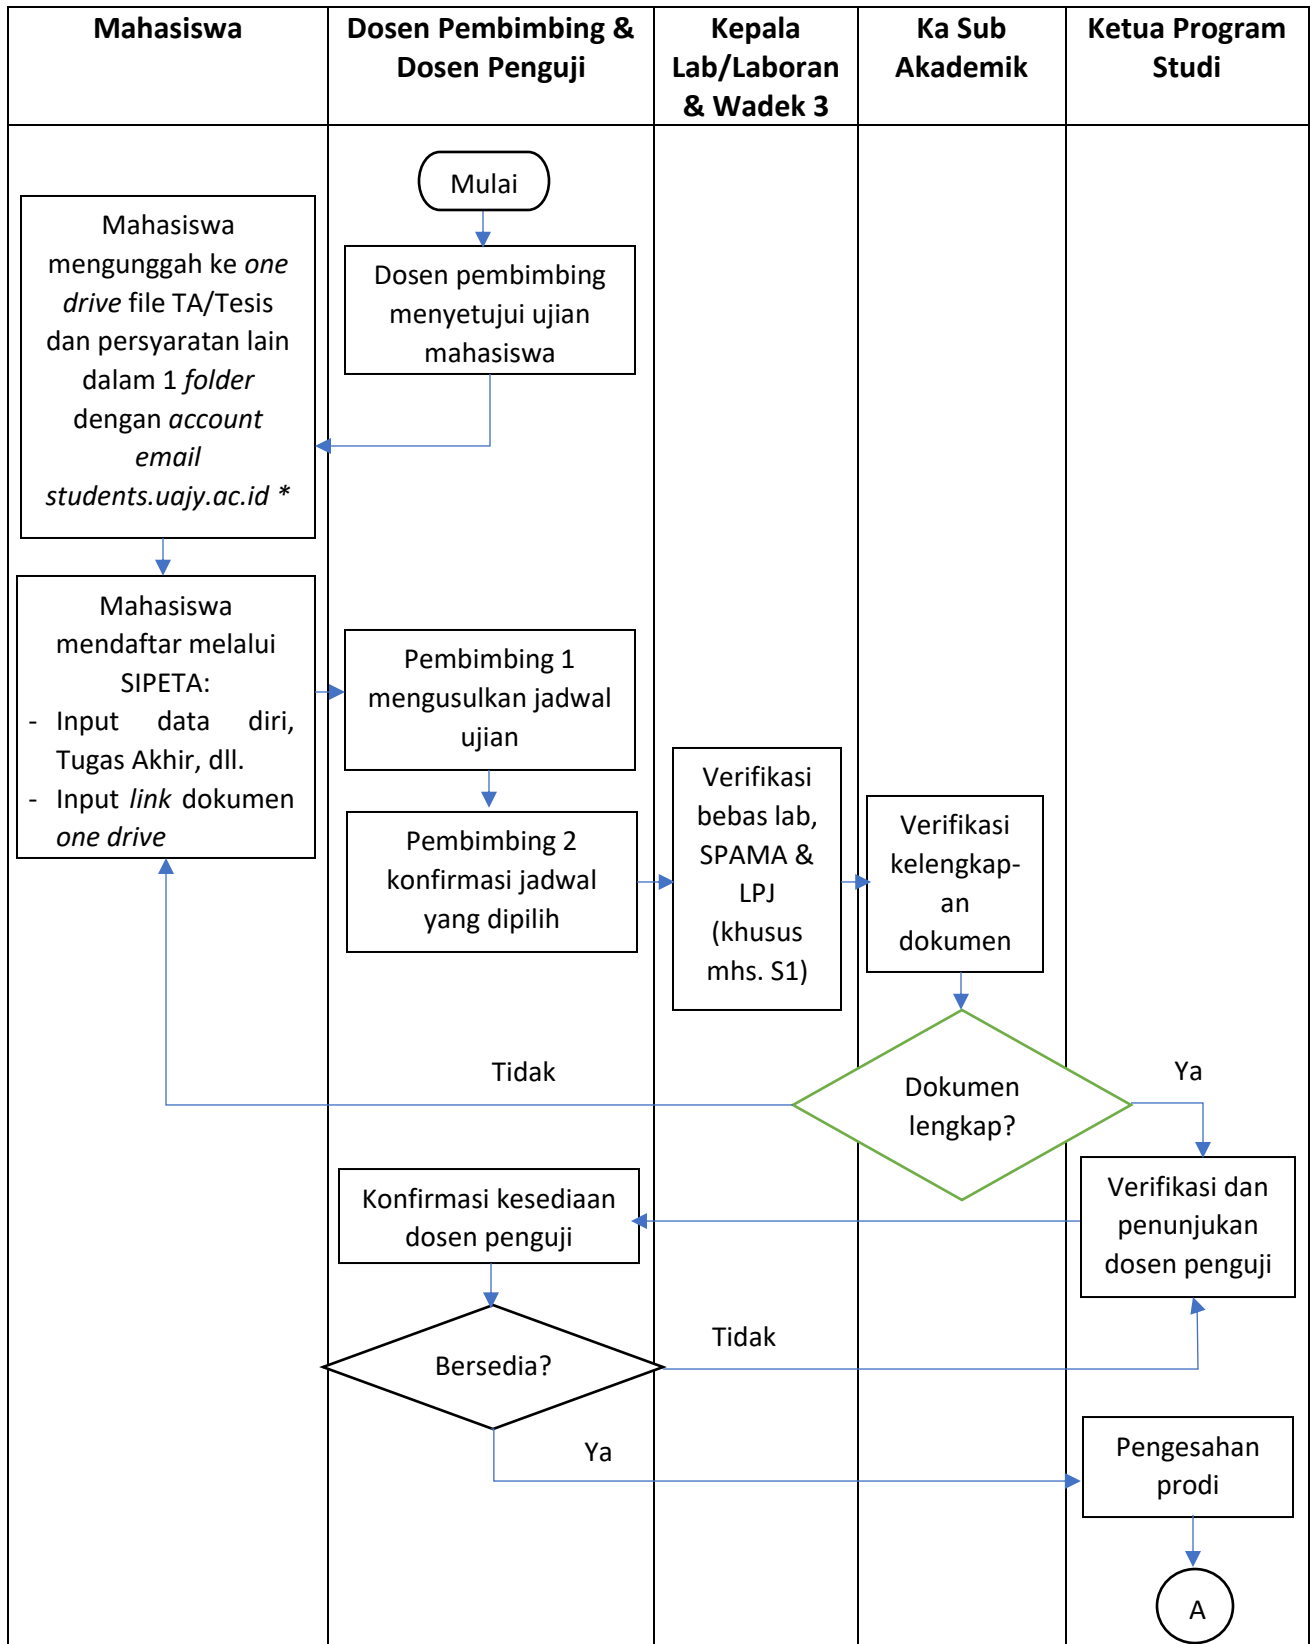 Mahasiswa
Dosen Pembimbing &
Dosen Penguji
Kepala
Lab/Laboran
& Wadek 3
Ka Sub
Akademik
Ketua Program
Studi
Mulai
Dosen pembimbing
menyetujui ujian
mahasiswa
Mahasiswa
mengunggah ke one
drive file TA/Tesis
dan persyaratan lain
dalam 1 folder
dengan account
email
students.uajy.ac.id *
Mahasiswa
mendaftar melalui
SIPETA:
- Input data diri,
Tugas Akhir, dll.
- Input link dokumen
one drive
Pembimbing 1
mengusulkan jadwal
ujian
Pembimbing 2
konfirmasi jadwal
yang dipilih
Verifikasi
bebas lab,
SPAMA &
LPJ
(khusus
mhs. S1)
Verifikasi
kelengkap-
an
dokumen
Dokumen
lengkap?
Tidak
Ya
Verifikasi dan
penunjukan
dosen penguji
Konfirmasi kesediaan
dosen penguji
Bersedia?
Tidak
Ya
Pengesahan
prodi
A